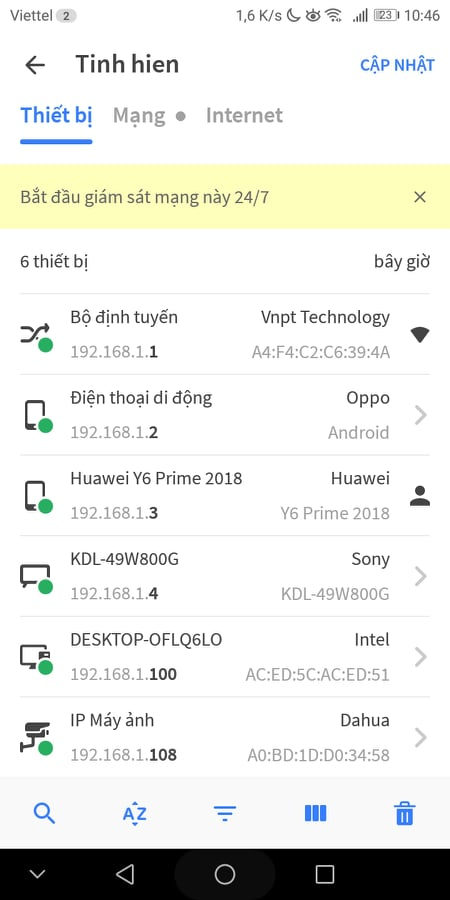 Viettel 2 1,6 K/s 23 10:46
Tinh hien CẬP NHẬT
Thiết bị Mạng Internet
Bắt đầu giám sát mạng này 24/7
6 thiết bị bây giờ
Bộ định tuyến Vnpt Technology
192.168.1.1 A4:F4:C2:C6:39:4A
Điện thoại di động Oppo
192.168.1.2 Android
Huawei Y6 Prime 2018 Huawei
192.168.1.3 Y6 Prime 2018
KDL-49W800G Sony
192.168.1.4 KDL-49W800G
DESKTOP-OFLQ6LO Intel
192.168.1.100 AC:ED:5C:AC:ED:51
IP Máy ảnh Dahua
192.168.1.108 A0:BD:1D:D0:34:58
AZ